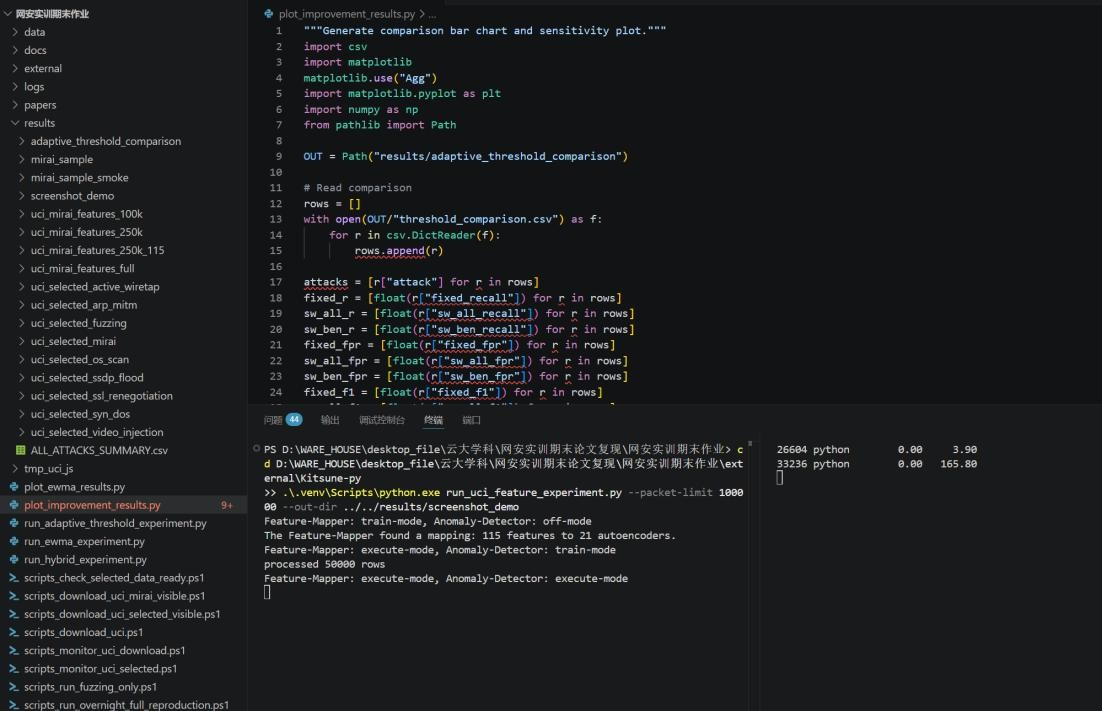 网安实训期末作业
data
docs
external
logs
papers
results
adaptive_threshold_comparison
mirai_sample
mirai_sample_smoke
screenshot_demo
uci_mirai_features_100k
uci_mirai_features_250k
uci_mirai_features_250k_115
uci_mirai_features_full
uci_selected_active_wiretap
uci_selected_arp_mitm
uci_selected_fuzzing
uci_selected_mirai
uci_selected_os_scan
uci_selected_ssdp_flood
uci_selected_ssl_renegotiation
uci_selected_syn_dos
uci_selected_video_injection
ALL_ATTACKS_SUMMARY.csv
tmp_uci_js
plot_ewma_results.py
plot_improvement_results.py 9+
run_adaptive_threshold_experiment.py
run_ewma_experiment.py
run_hybrid_experiment.py
scripts_check_selected_data_ready.ps1
scripts_download_uci_mirai_visible.ps1
scripts_download_uci_selected_visible.ps1
scripts_download_uci.ps1
scripts_monitor_uci_download.ps1
scripts_monitor_uci_selected.ps1
scripts_run_fuzzing_only.ps1
scripts_run_overnight_full_reproduction.ps1
plot_improvement_results.py > ...
1 """Generate comparison bar chart and sensitivity plot."""
2 import csv
3 import matplotlib
4 matplotlib.use("Agg")
5 import matplotlib.pyplot as plt
6 import numpy as np
7 from pathlib import Path
8
9 OUT = Path("results/adaptive_threshold_comparison")
10
11 # Read comparison
12 rows = []
13 with open(OUT/"threshold_comparison.csv") as f:
14 for r in csv.DictReader(f):
15 rows.append(r)
16
17 attacks = [r["attack"] for r in rows]
18 fixed_r = [float(r["fixed_recall"]) for r in rows]
19 sw_all_r = [float(r["sw_all_recall"]) for r in rows]
20 sw_ben_r = [float(r["sw_ben_recall"]) for r in rows]
21 fixed_fpr = [float(r["fixed_fpr"]) for r in rows]
22 sw_all_fpr = [float(r["sw_all_fpr"]) for r in rows]
23 sw_ben_fpr = [float(r["sw_ben_fpr"]) for r in rows]
24 fixed_f1 = [float(r["fixed_f1"]) for r in rows]
问题 44 输出 调试控制台 终端 端口
PS D:\WARE_HOUSE\desktop_file\云大学科\网安实训期末论文复现\网安实训期末作业> c
d D:\WARE_HOUSE\desktop_file\云大学科\网安实训期末论文复现\网安实训期末作业\ext
ernal\Kitsune-py
>> .\.venv\Scripts\python.exe run_uci_feature_experiment.py --packet-limit 1000
00 --out-dir ../../results/screenshot_demo
Feature-Mapper: train-mode, Anomaly-Detector: off-mode
The Feature-Mapper found a mapping: 115 features to 21 autoencoders.
Feature-Mapper: execute-mode, Anomaly-Detector: train-mode
processed 50000 rows
Feature-Mapper: execute-mode, Anomaly-Detector: execute-mode
26604 python 0.00 3.90
33236 python 0.00 165.80